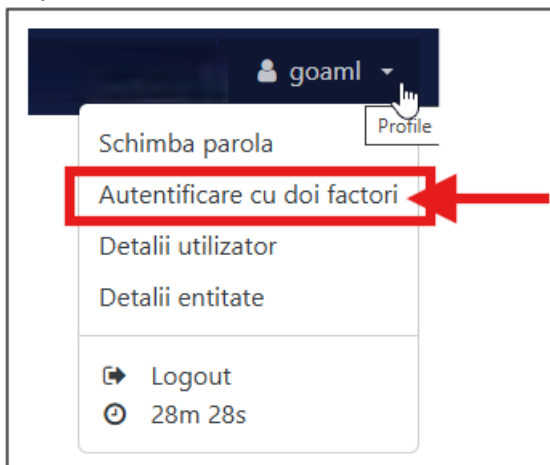 goaml
Profile
Schimba parola
Autentificare cu doi factori
Detalii utilizator
Detalii entitate
Logout
28m 28s